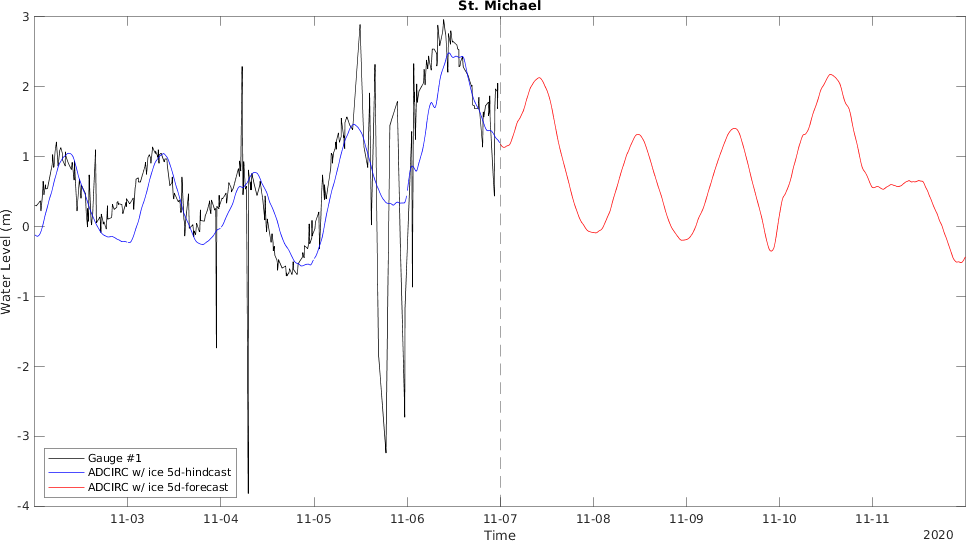 St. Michael
3
2
1
0
-1
-2
-3
-4
Water Level (m)
Gauge #1
ADCIRC w/ ice 5d-hindcast
ADCIRC w/ ice 5d-forecast
11-03 11-04 11-05 11-06 11-07 11-08 11-09 11-10 11-11
Time
2020